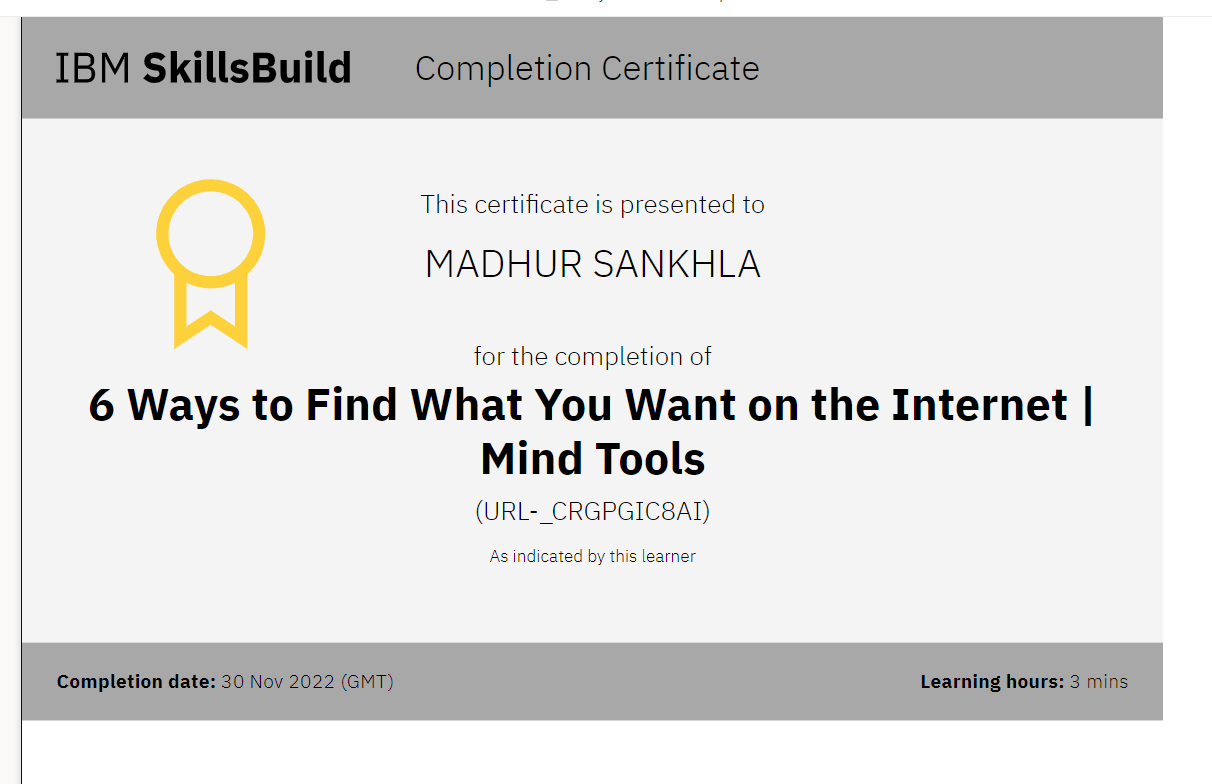 IBM SkillsBuild Completion Certificate
This certificate is presented to
MADHUR SANKHLA
for the completion of
6 Ways to Find What You Want on the Internet |
Mind Tools
(URL-_CRGPGIC8AI)
As indicated by this learner
Completion date: 30 Nov 2022 (GMT) Learning hours: 3 mins